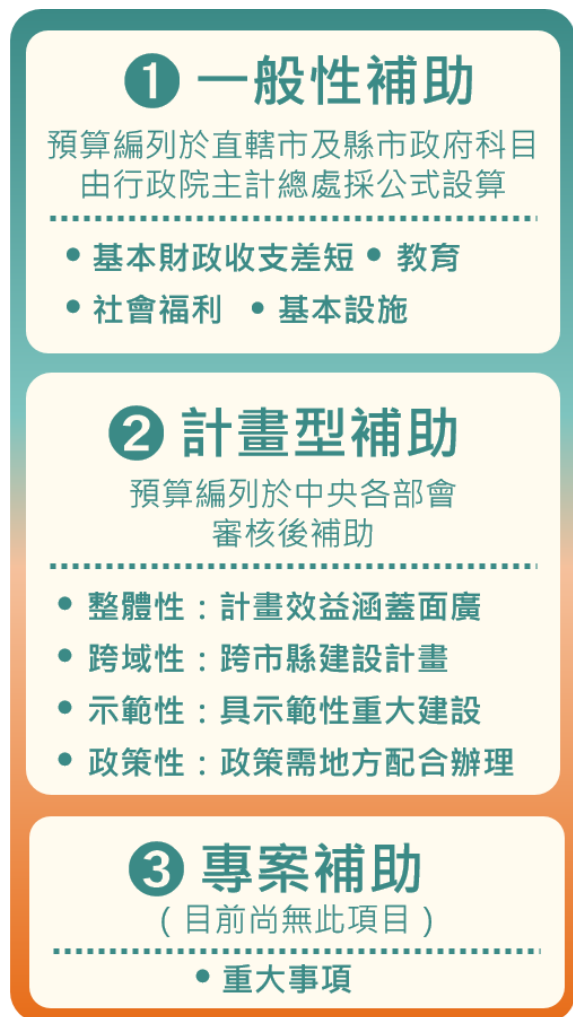 ❶ 一般性補助
預算編列於直轄市及縣市政府科目
由行政院主計總處採公式設算
• 基本財政收支差短 • 教育
• 社會福利 • 基本設施
❷ 計畫型補助
預算編列於中央各部會
審核後補助
• 整體性：計畫效益涵蓋面廣
• 跨域性：跨市縣建設計畫
• 示範性：具示範性重大建設
• 政策性：政策需地方配合辦理
❸ 專案補助
（目前尚無此項目）
• 重大事項